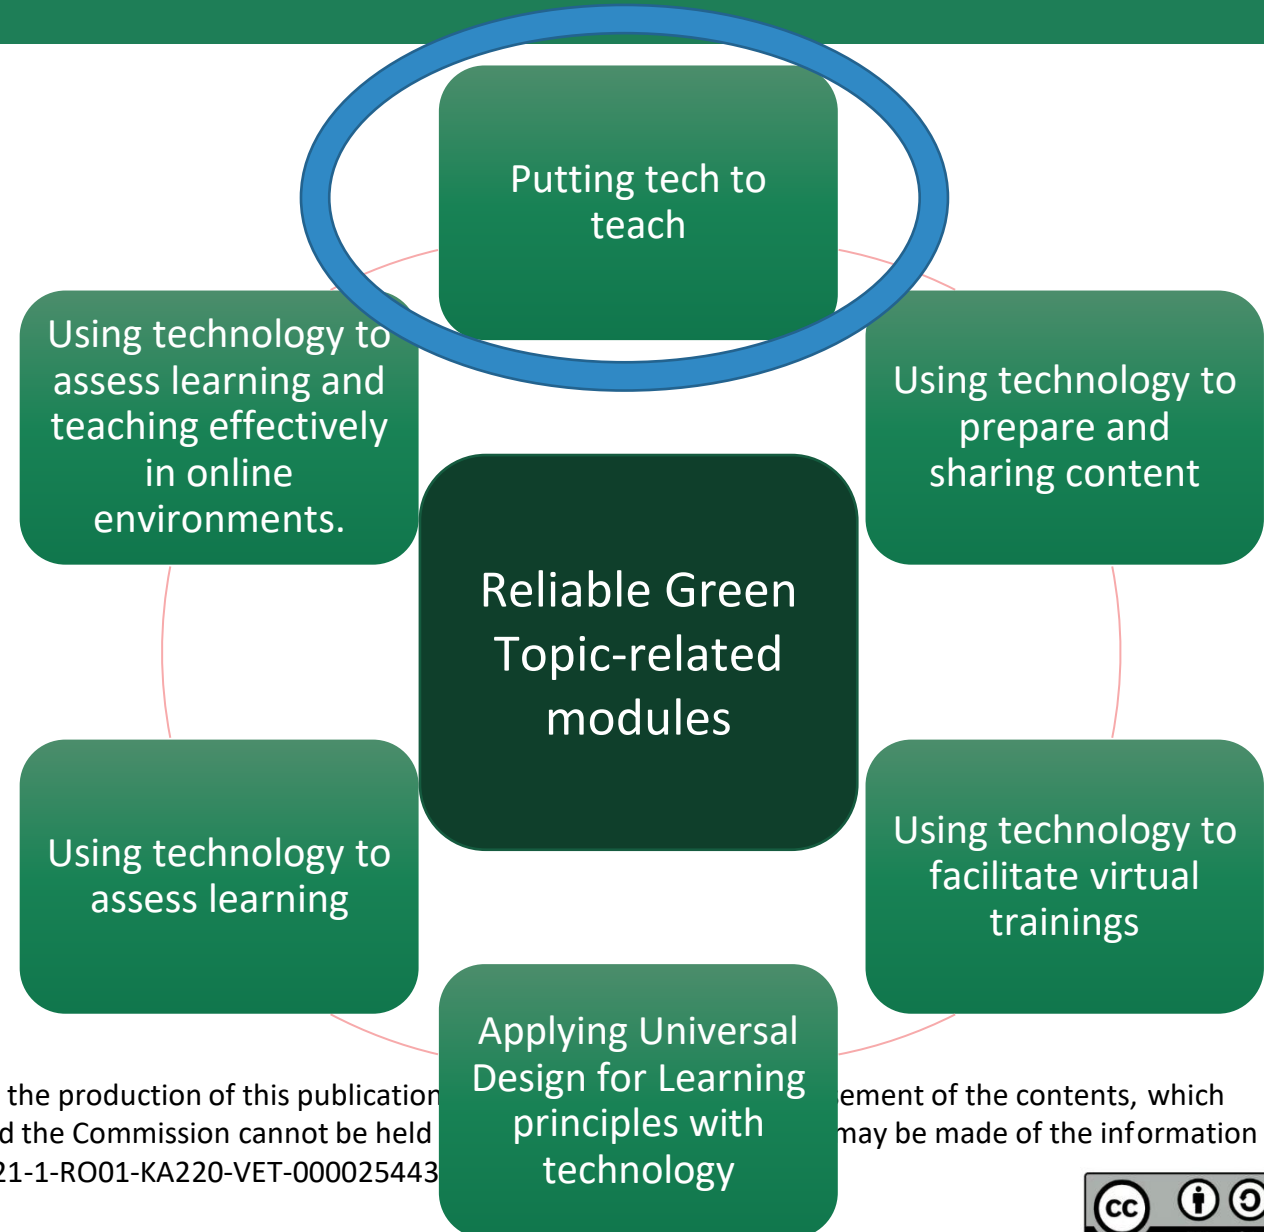 Putting tech to
teach
Using technology to
assess learning and
teaching effectively
in online
environments.
Using technology to
prepare and
sharing content
Reliable Green
Topic-related
modules
Using technology to
assess learning
Using technology to
facilitate virtual
trainings
Applying Universal
Design for Learning
principles with
technology
the production of this publication
ement of the contents, which
d the Commission cannot be held
may be made of the information
21-1-RO01-KA220-VET-000025443
cc